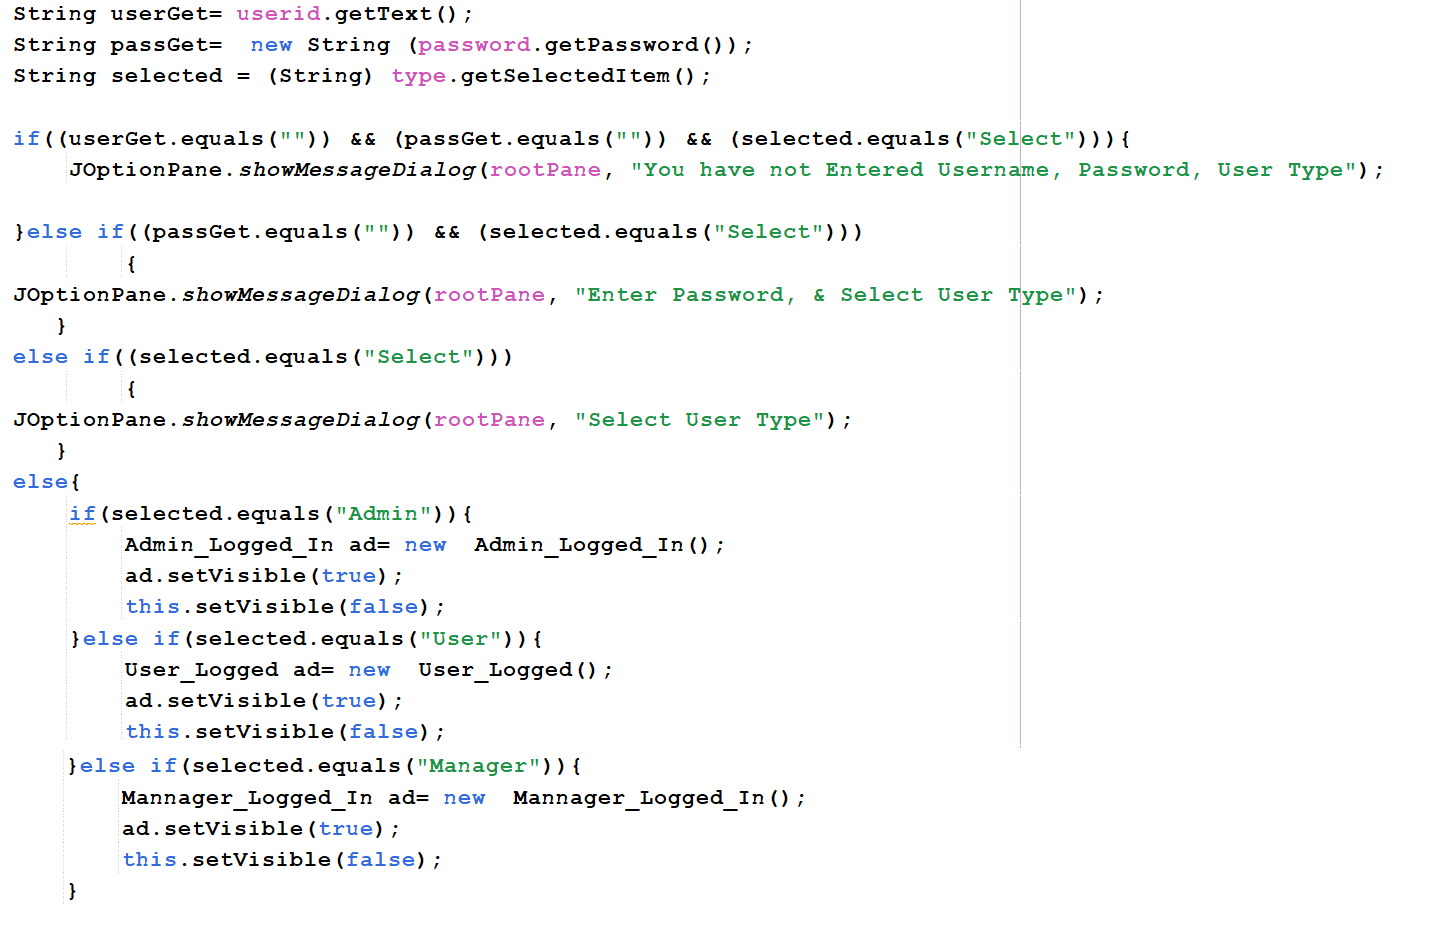 String userGet= userid.getText();
String passGet=  new String (password.getPassword());
String selected = (String) type.getSelectedItem();
if((userGet.equals("")) && (passGet.equals("")) && (selected.equals("Select"))){
JOptionPane.showMessageDialog(rootPane, "You have not Entered Username, Password, User Type");
}else if((passGet.equals("")) && (selected.equals("Select")))
{
JOptionPane.showMessageDialog(rootPane, "Enter Password, & Select User Type");
}
else if((selected.equals("Select")))
{
JOptionPane.showMessageDialog(rootPane, "Select User Type");
}
else{
if(selected.equals("Admin")){
Admin_Logged_In ad= new  Admin_Logged_In();
ad.setVisible(true);
this.setVisible(false);
}else if(selected.equals("User")){
User_Logged ad= new  User_Logged();
ad.setVisible(true);
this.setVisible(false);
}else if(selected.equals("Manager")){
Mannager_Logged_In ad= new  Mannager_Logged_In();
ad.setVisible(true);
this.setVisible(false);
}